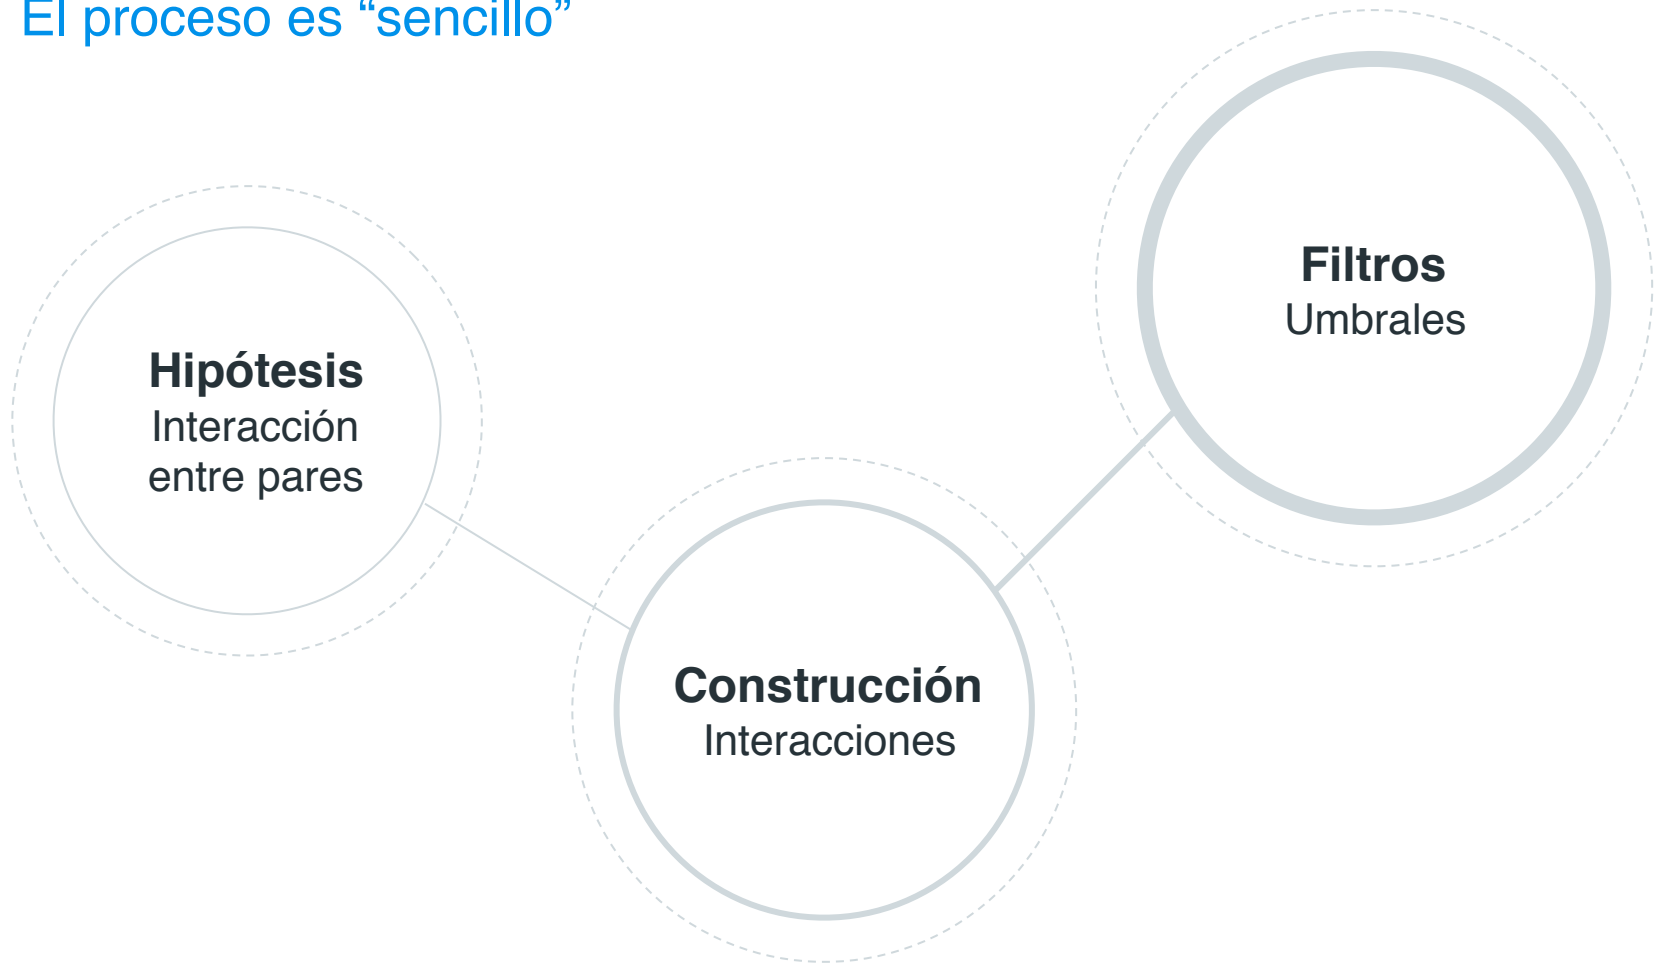 El proceso es “sencillo”
Hipótesis
Interacción
entre pares
Construcción
Interacciones
Filtros
Umbrales